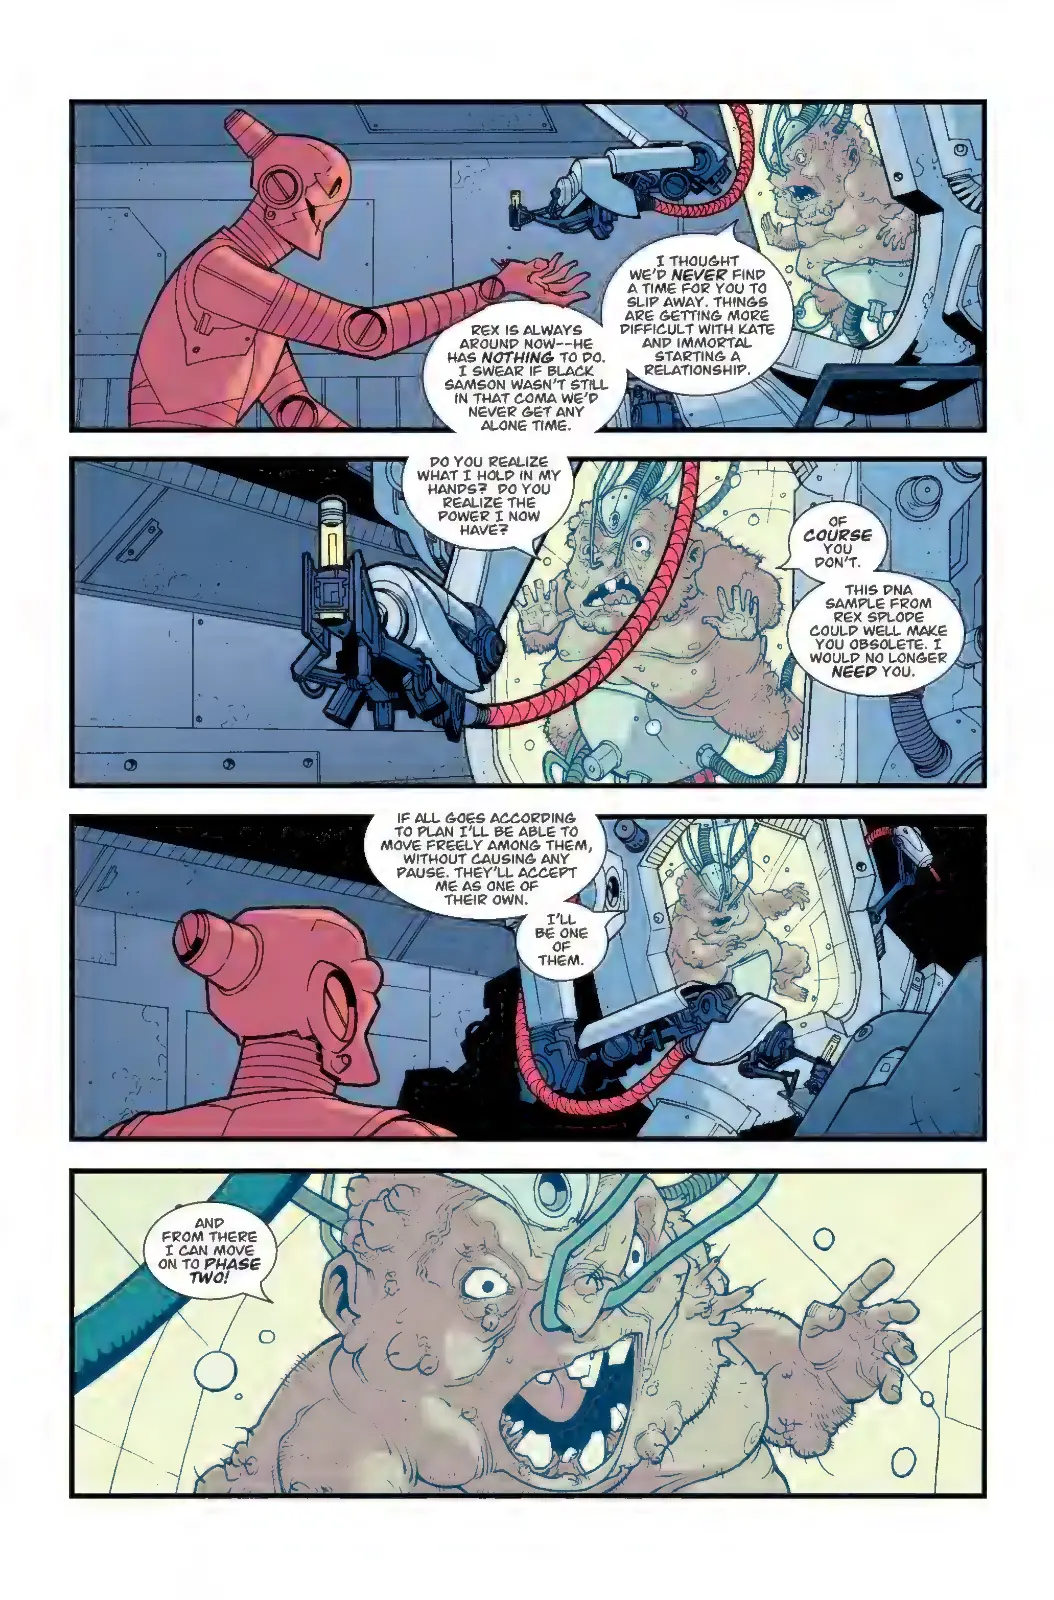 I THOUGHT
WE'D NEVER FIND
A TIME FOR YOU TO
SLIP AWAY. THINGS
ARE GETTING MORE
DIFFICULT WITH KATE
AND IMMORTAL
STARTING A
RELATIONSHIP.
REX IS ALWAYS
AROUND NOW--HE
HAS NOTHING TO DO.
I SWEAR IF BLACK
SAMSON WASN'T STILL
IN THAT COMA WE'D
NEVER GET ANY
ALONE TIME.
DO YOU REALIZE
WHAT I HOLD IN MY
HANDS? DO YOU
REALIZE THE
POWER I NOW
HAVE?
OF
COURSE
YOU
DON'T.
THIS DNA
SAMPLE FROM
REX SPLODE
COULD WELL MAKE
YOU OBSOLETE. I
WOULD NO LONGER
NEED YOU.
IF ALL GOES ACCORDING
TO PLAN I'LL BE ABLE TO
MOVE FREELY AMONG THEM,
WITHOUT CAUSING ANY
PAUSE. THEY'LL ACCEPT
ME AS ONE OF
THEIR OWN.
I'LL
BE ONE
OF
THEM.
AND
FROM THERE
I CAN MOVE
ON TO PHASE
TWO!